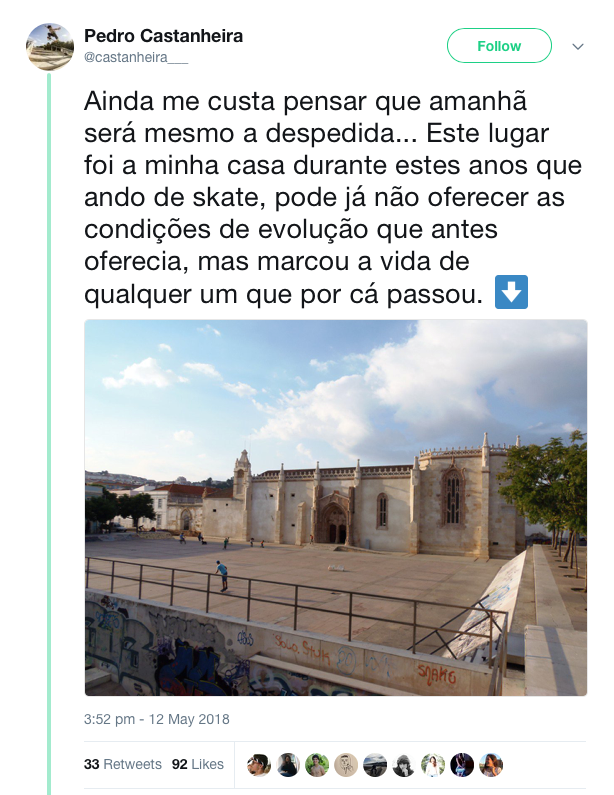 Pedro Castanheira
@castanheira___
Follow
Ainda me custa pensar que amanhã
será mesmo a despedida... Este lugar
foi a minha casa durante estes anos que
ando de skate, pode já não oferecer as
condições de evolução que antes
oferecia, mas marcou a vida de
qualquer um que por cá passou. ⬇
SNAKE
3:52 pm - 12 May 2018
33 Retweets 92 Likes